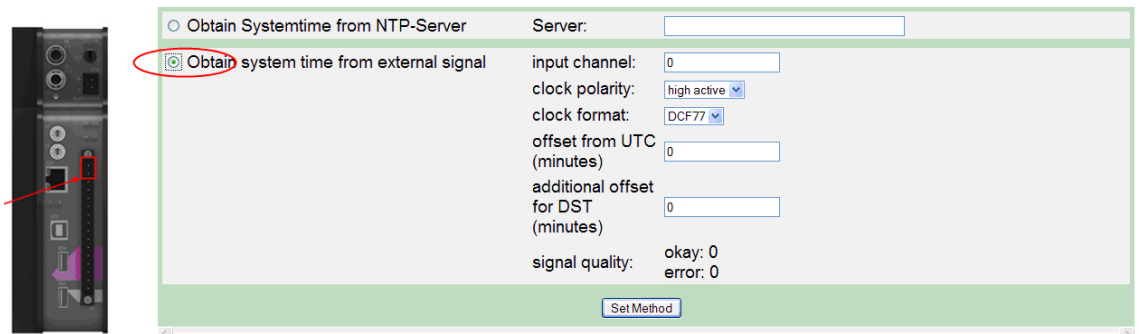 Obtain Systemtime from NTP-Server Server:
Obtain system time from external signal input channel: 0
clock polarity: high active
clock format: DCF77
offset from UTC
(minutes) 0
additional offset
for DST
(minutes) 0
signal quality: okay: 0
error: 0
Set Method